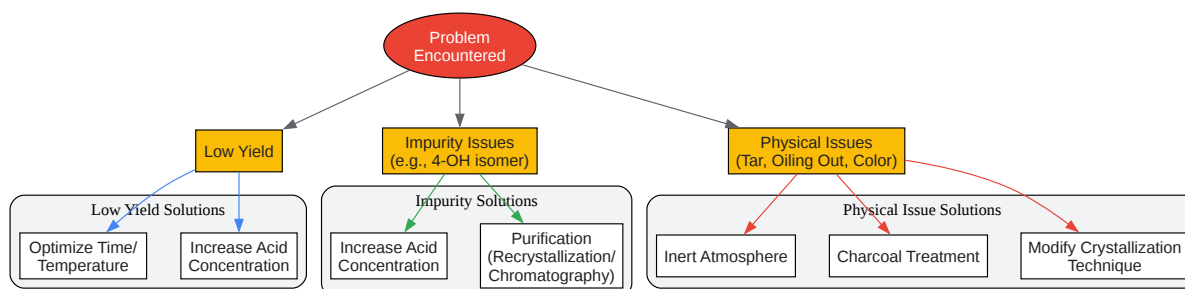 Problem
Encountered
Low Yield
Impurity Issues
(e.g., 4-OH isomer)
Physical Issues
(Tar, Oiling Out, Color)
Low Yield Solutions
Optimize Time/
Temperature
Increase Acid
Concentration
Impurity Solutions
Increase Acid
Concentration
Purification
(Recrystallization/
Chromatography)
Physical Issue Solutions
Inert Atmosphere
Charcoal Treatment
Modify Crystallization
Technique